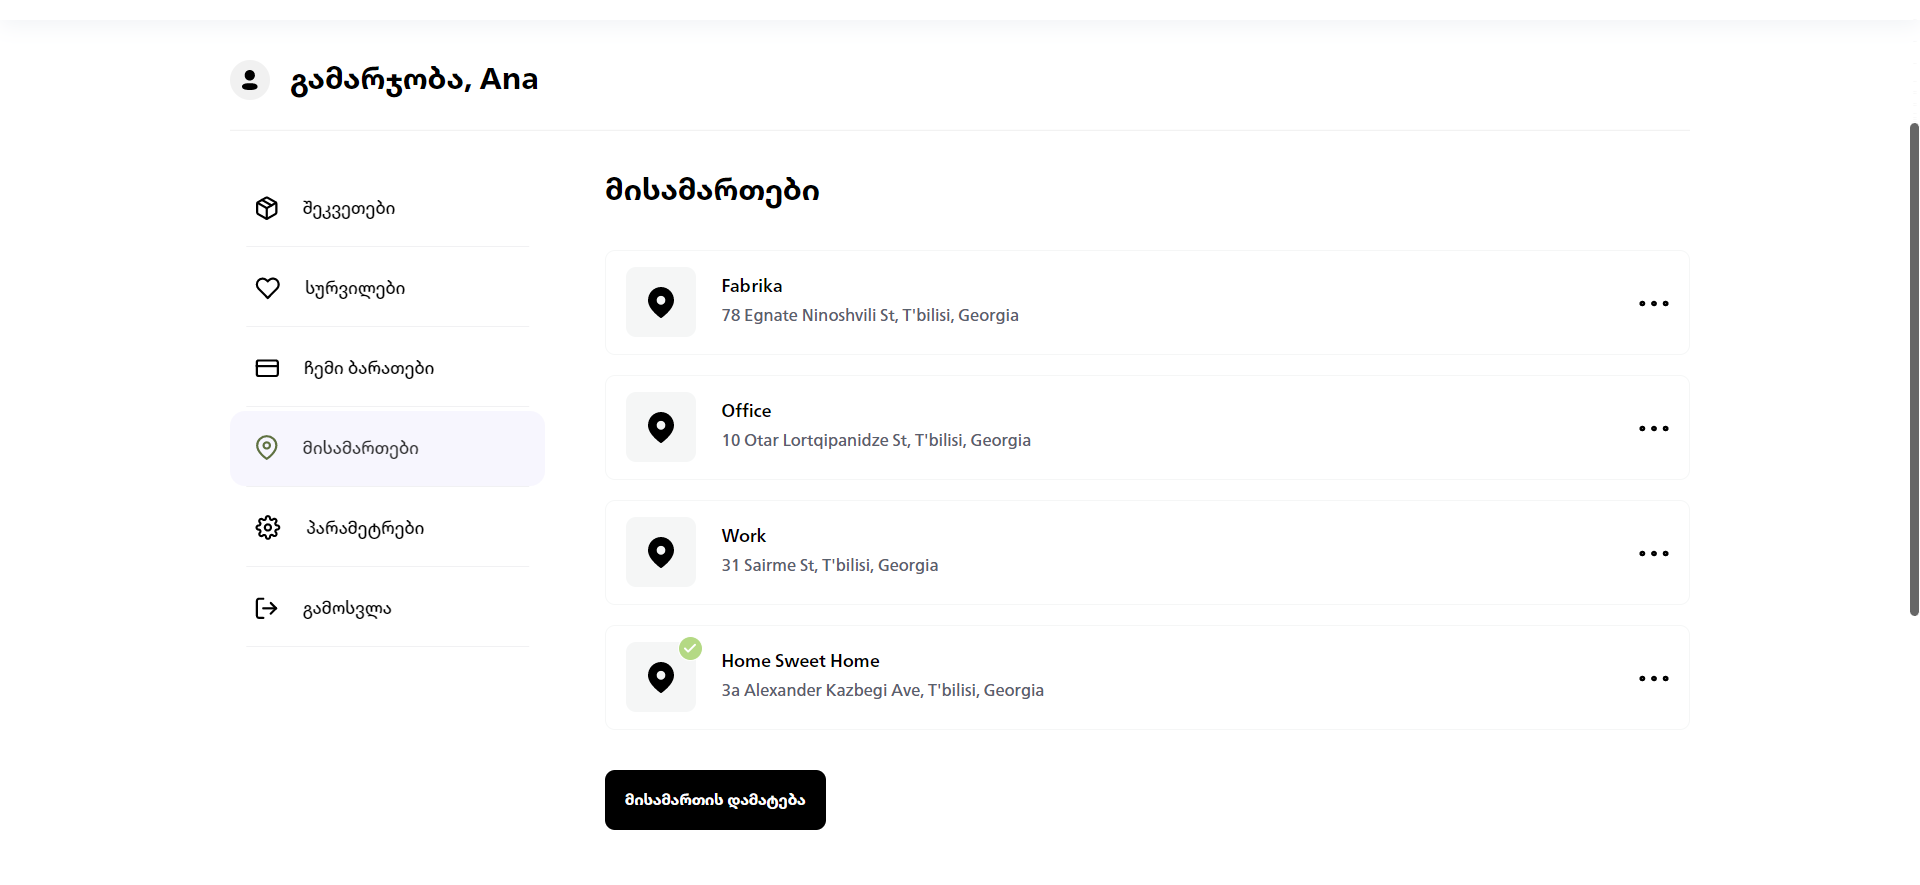 გამარჯობა, Ana
შეკვეთები
სურვილები
ჩემი ბარათები
მისამართები
პარამეტრები
გამოსვლა
მისამართები
Fabrika
78 Egnate Ninoshvili St, T'bilisi, Georgia
Office
10 Otar Lortqipanidze St, T'bilisi, Georgia
Work
31 Sairme St, T'bilisi, Georgia
Home Sweet Home
3a Alexander Kazbegi Ave, T'bilisi, Georgia
მისამართის დამატება